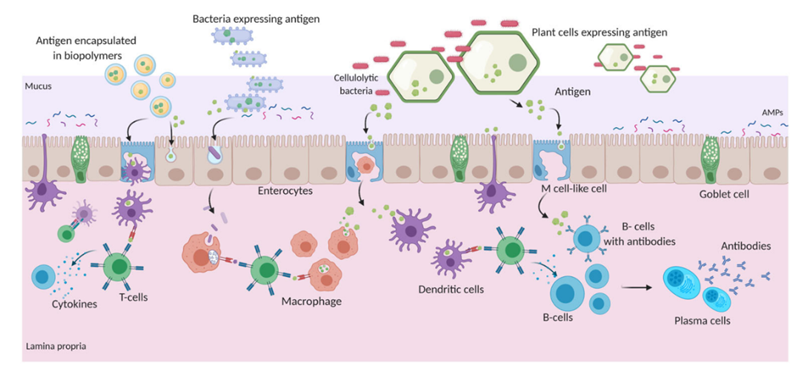 Antigen encapsulated
in biopolymers
Bacteria expressing antigen
Plant cells expressing antigen
Mucus
Cellulolytic
bacteria
Antigen
AMPs
Enterocytes
M cell-like cell
Goblet cell
B- cells
with antibodies
Antibodies
Cytokines
T-cells
Macrophage
Dendritic cells
B-cells
Plasma cells
Lamina propria